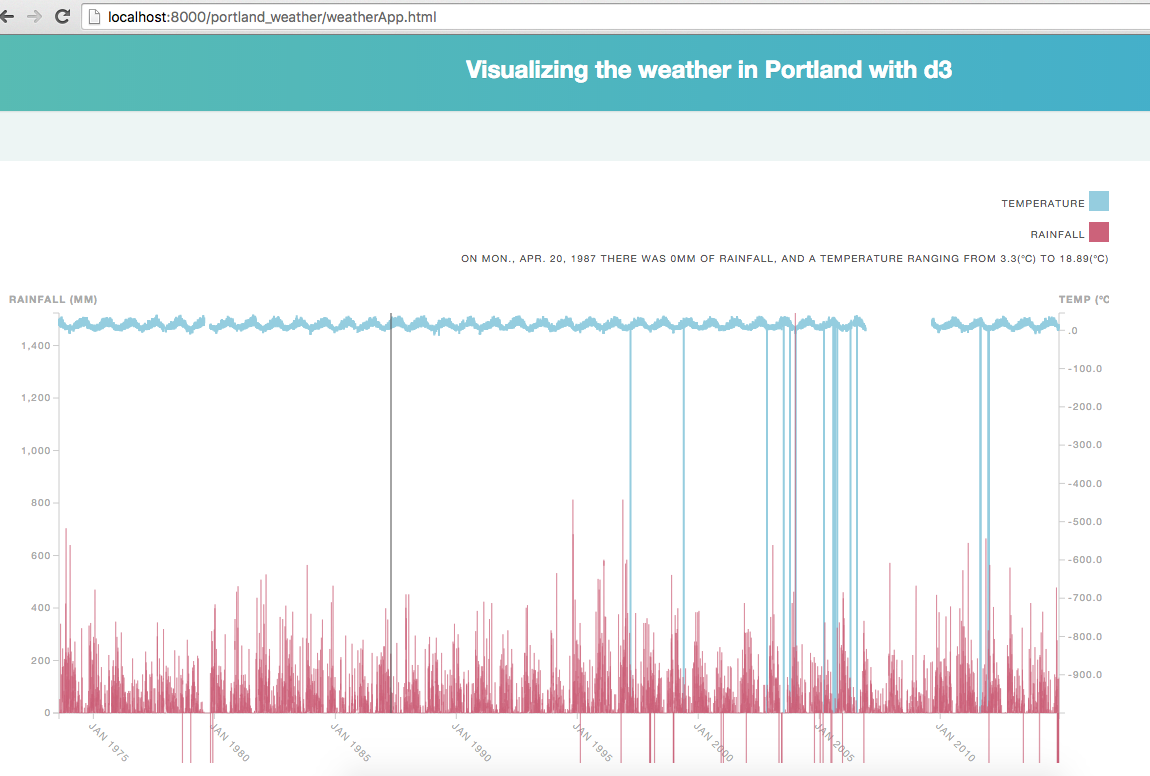 localhost:8000/portland_weather/weatherApp.html
Visualizing the weather in Portland with d3
TEMPERATURE
RAINFALL
ON MON., APR. 20, 1987 THERE WAS 0MM OF RAINFALL, AND A TEMPERATURE RANGING FROM 3.3(°C) TO 18.89(°C)
RAINFALL (MM)
TEMP (°C
1,400
1,200
1,000
800
600
400
200
0
.0
-100.0
-200.0
-300.0
-400.0
-500.0
-600.0
-700.0
-800.0
-900.0
JAN 1975
JAN 1980
JAN 1985
JAN 1990
JAN 1995
JAN 2000
JAN 2005
JAN 2010